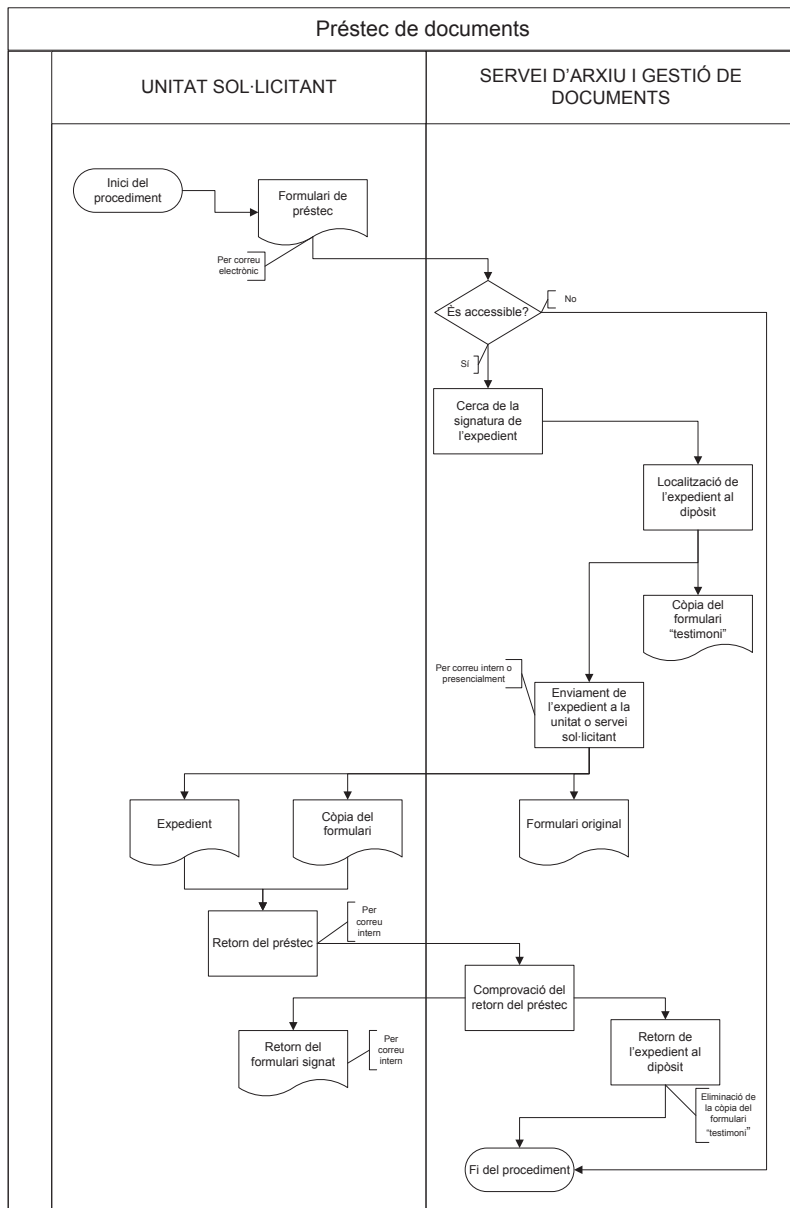 Préstec de documents
UNITAT SOL·LICITANT
SERVEI D'ARXIU I GESTIÓ DE
DOCUMENTS
Inici del
procediment
Formulari de
préstec
Per correu
electrònic
És accessible?
No
Sí
Cerca de la
signatura de
l'expedient
Localització de
l'expedient al
dipòsit
Còpia del
formulari
"testimoni"
Per correu intern o
presencialment
Enviament de
l'expedient a la
unitat o servei
sol·licitant
Expedient
Còpia del
formulari
Formulari original
Retorn del préstec
Per
correu
intern
Comprovació del
retorn del préstec
Retorn del
formulari signat
Per
correu
intern
Retorn de
l'expedient al
dipòsit
Eliminació de
la còpia del
formulari
"testimoni"
Fi del procediment